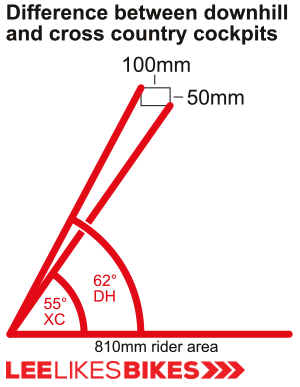 Difference between downhill
and cross country cockpits
100mm
50mm
62°
DH
55°
XC
810mm rider area
LEELIKESBIKES